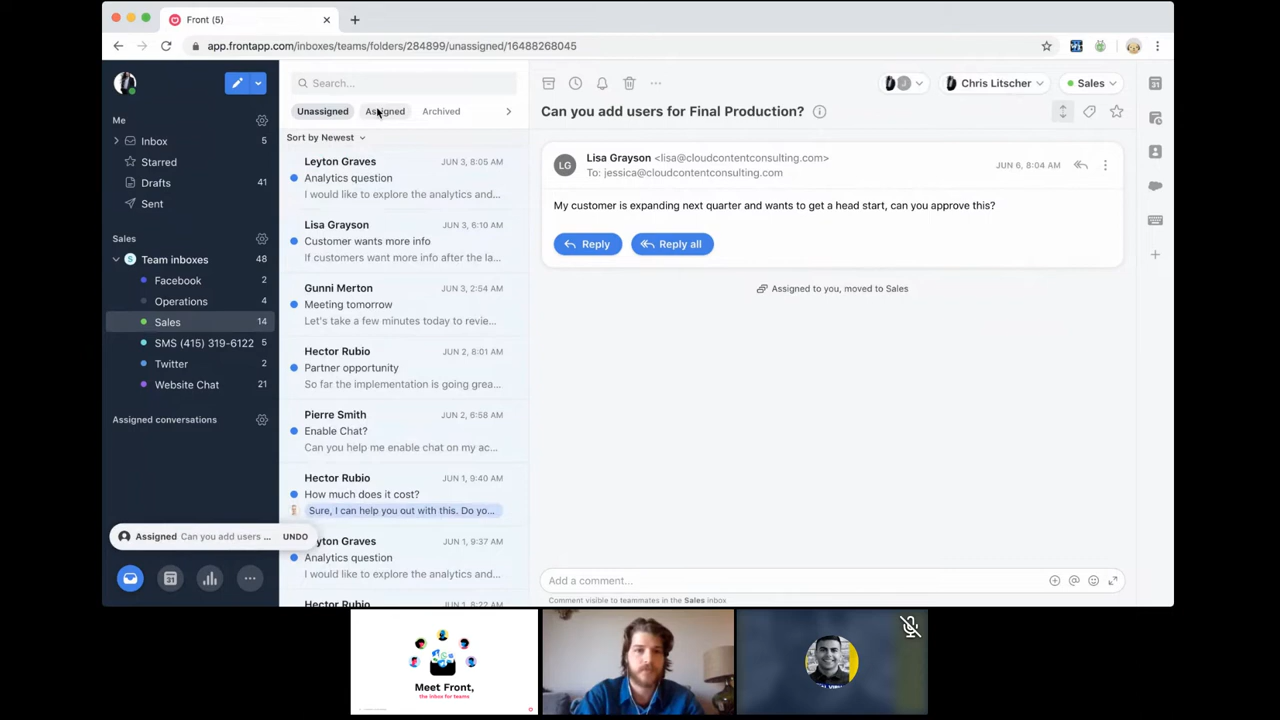 Front (5)
app.frontapp.com/inboxes/teams/folders/284899/unassigned/16488268045
Me
Inbox 5
Starred
Drafts 41
Sent
Sales
Team inboxes 48
Facebook 2
Operations 4
Sales 14
SMS (415) 319-6122 5
Twitter 2
Website Chat 21
Assigned conversations
Assigned Can you add users ... UNDO
Search...
Unassigned Assigned Archived
Sort by Newest
Leyton Graves JUN 3, 8:05 AM
Analytics question
I would like to explore the analytics and...
Lisa Grayson JUN 3, 6:10 AM
Customer wants more info
If customers want more info after the la...
Gunni Merton JUN 3, 2:54 AM
Meeting tomorrow
Let's take a few minutes today to revie...
Hector Rubio JUN 2, 8:01 AM
Partner opportunity
So far the implementation is going grea...
Pierre Smith JUN 2, 6:58 AM
Enable Chat?
Can you help me enable chat on my ac...
Hector Rubio JUN 1, 9:40 AM
How much does it cost?
Sure, I can help you out with this. Do yo...
yton Graves JUN 1, 9:37 AM
Analytics question
I would like to explore the analytics and...
Hector Rubio JUN 1, 8:22 AM
J
Chris Litscher
Sales
31
Can you add users for Final Production?
LG
Lisa Grayson <lisa@cloudcontentconsulting.com>
To: jessica@cloudcontentconsulting.com
JUN 6, 8:04 AM
My customer is expanding next quarter and wants to get a head start, can you approve this?
Reply Reply all
Assigned to you, moved to Sales
Add a comment...
Comment visible to teammates in the Sales inbox
31
Meet Front,
the inbox for teams